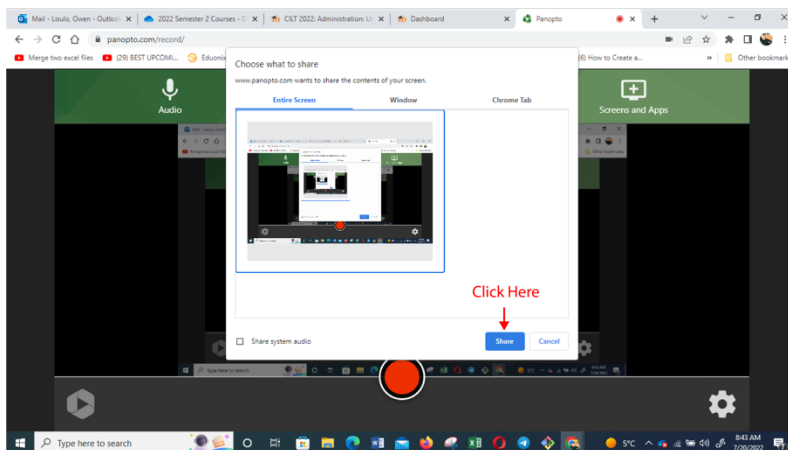 Mail - Lisulo, Owen - Outlook
2022 Semester 2 Courses - O
CILT 2022: Administration: U
Dashboard
Panopto
panopto.com/record/
Merge two excel files
(29) BEST UPCOMI...
Eduonix
(6) How to Create a...
Other bookmark
Choose what to share
www.panopto.com wants to share the contents of your screen.
Entire Screen
Window
Chrome Tab
Audio
Screens and Apps
Click Here
Share system audio
Share
Cancel
Type here to search
5°C
8:43 AM
7/20/2022